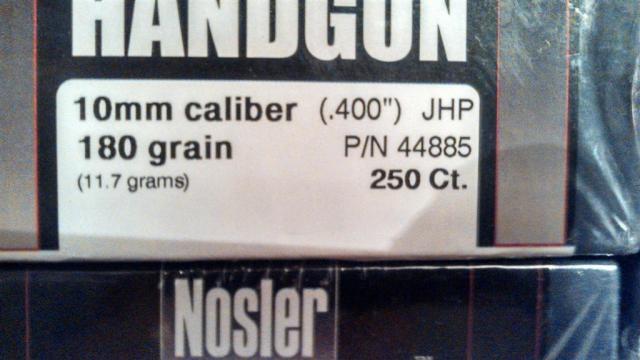 HANDGUN
10mm caliber (.400") JHP
180 grain P/N 44885
(11.7 grams) 250 Ct.
Nosler